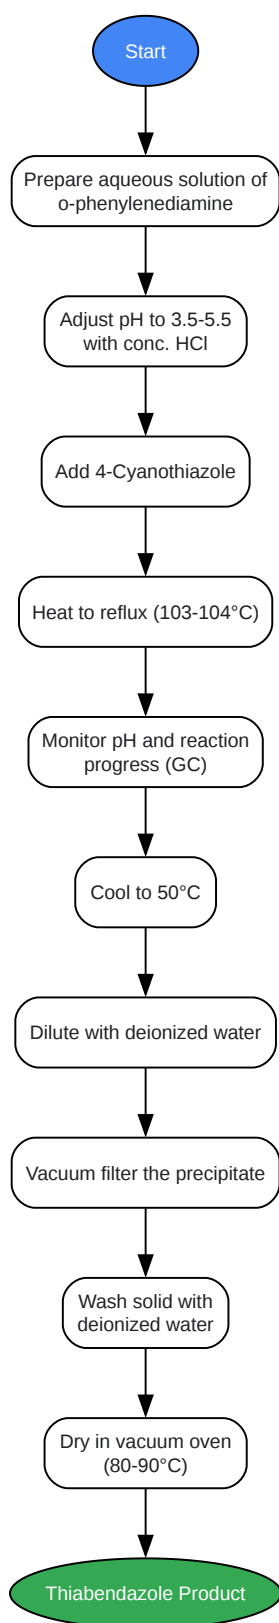 Start
Prepare aqueous solution of
o-phenylenediamine
Adjust pH to 3.5-5.5
with conc. HCl
Add 4-Cyanothiazole
Heat to reflux (103-104°C)
Monitor pH and reaction
progress (GC)
Cool to 50°C
Dilute with deionized water
Vacuum filter the precipitate
Wash solid with
deionized water
Dry in vacuum oven
(80-90°C)
Thiabendazole Product